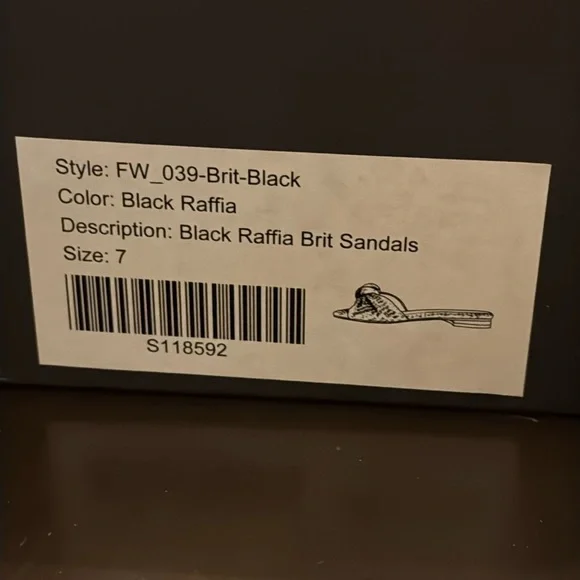 Style: FW_039-Brit-Black
Color: Black Raffia
Description: Black Raffia Brit Sandals
Size: 7
S118592